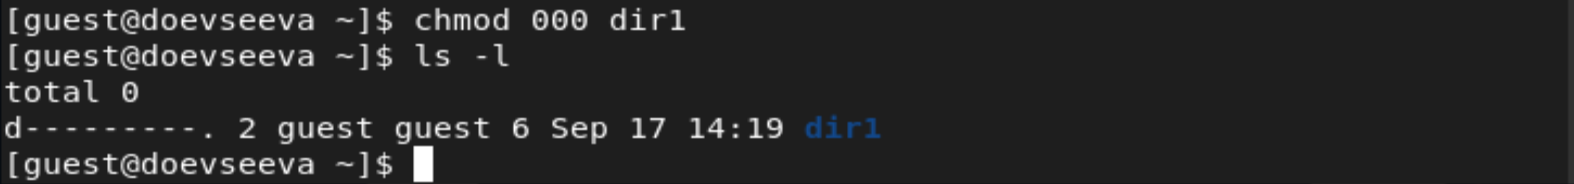 [guest@doevseeva ~]$ chmod 000 dir1
[guest@doevseeva ~]$ ls -l
total 0
d---------. 2 guest guest 6 Sep 17 14:19 dir1
[guest@doevseeva ~]$